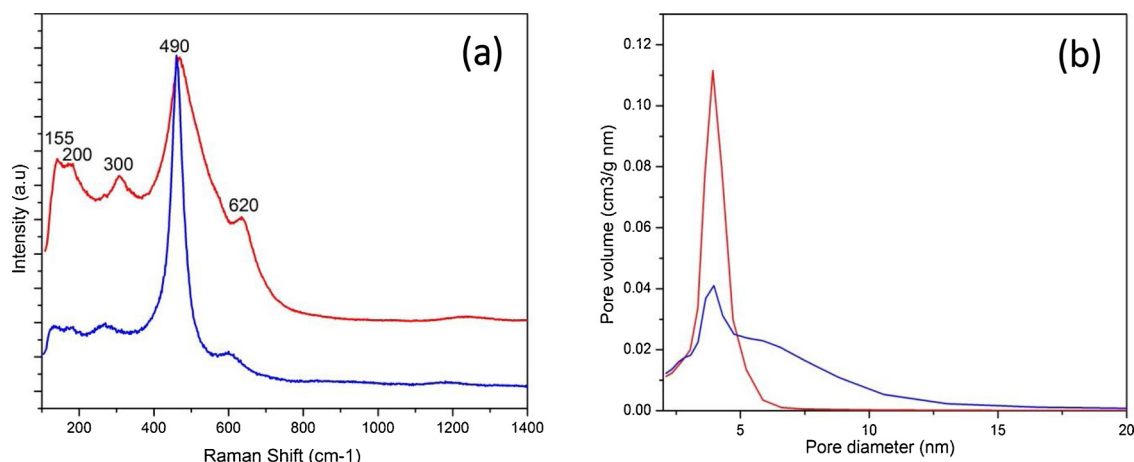 (a)
490
155
200
300
620
Intensity (a.u)
200 400 600 800 1000 1200 1400
Raman Shift (cm-1)
(b)
0.12
0.10
0.08
0.06
0.04
0.02
0.00
Pore volume (cm3/g nm)
5 10 15 20
Pore diameter (nm)